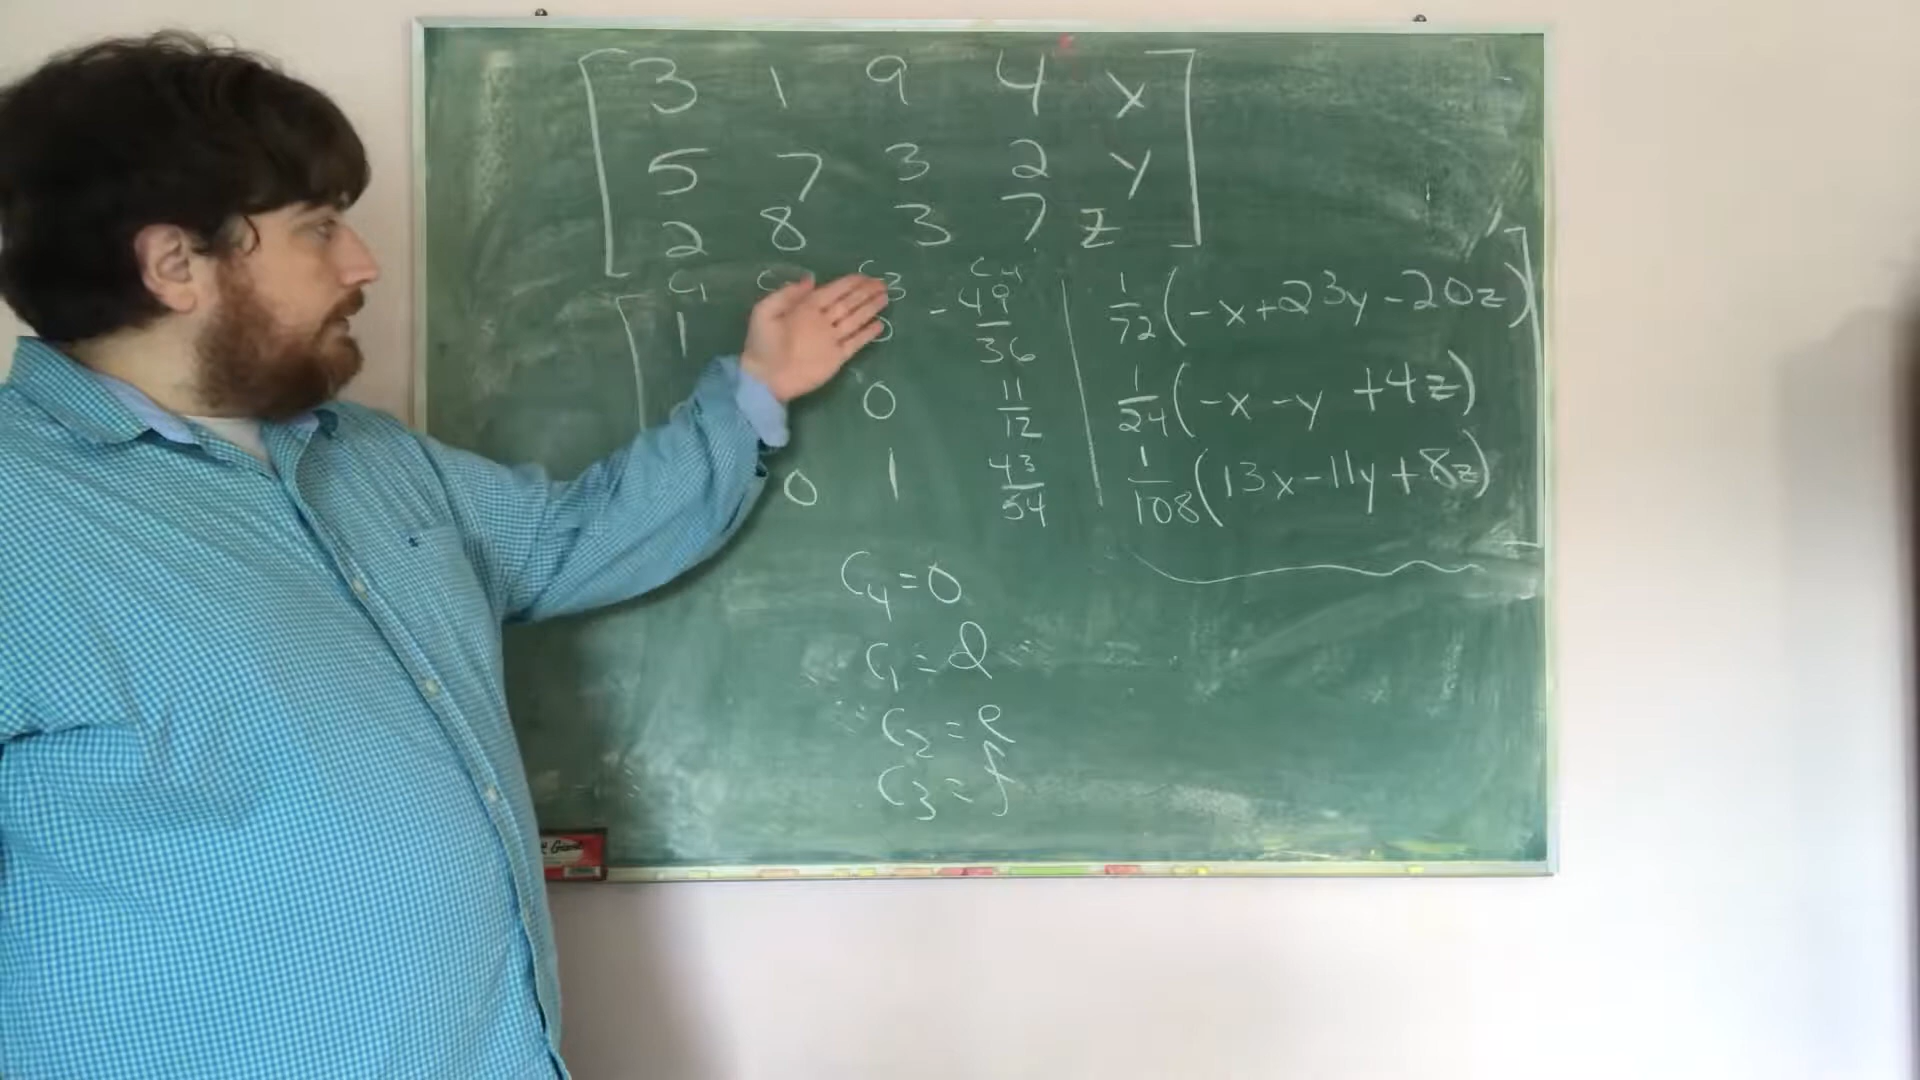 3 1 9 4 x
5 7 3 2 y
2 8 3 7 z
C1 C3 C4
1 0 -49/36 1/72(-x+23y-20z)
0 11/12 1/24(-x-y+4z)
0 1 43/54 1/108(13x-11y+8z)
C4=0
C1=d
C2=e
C3=f